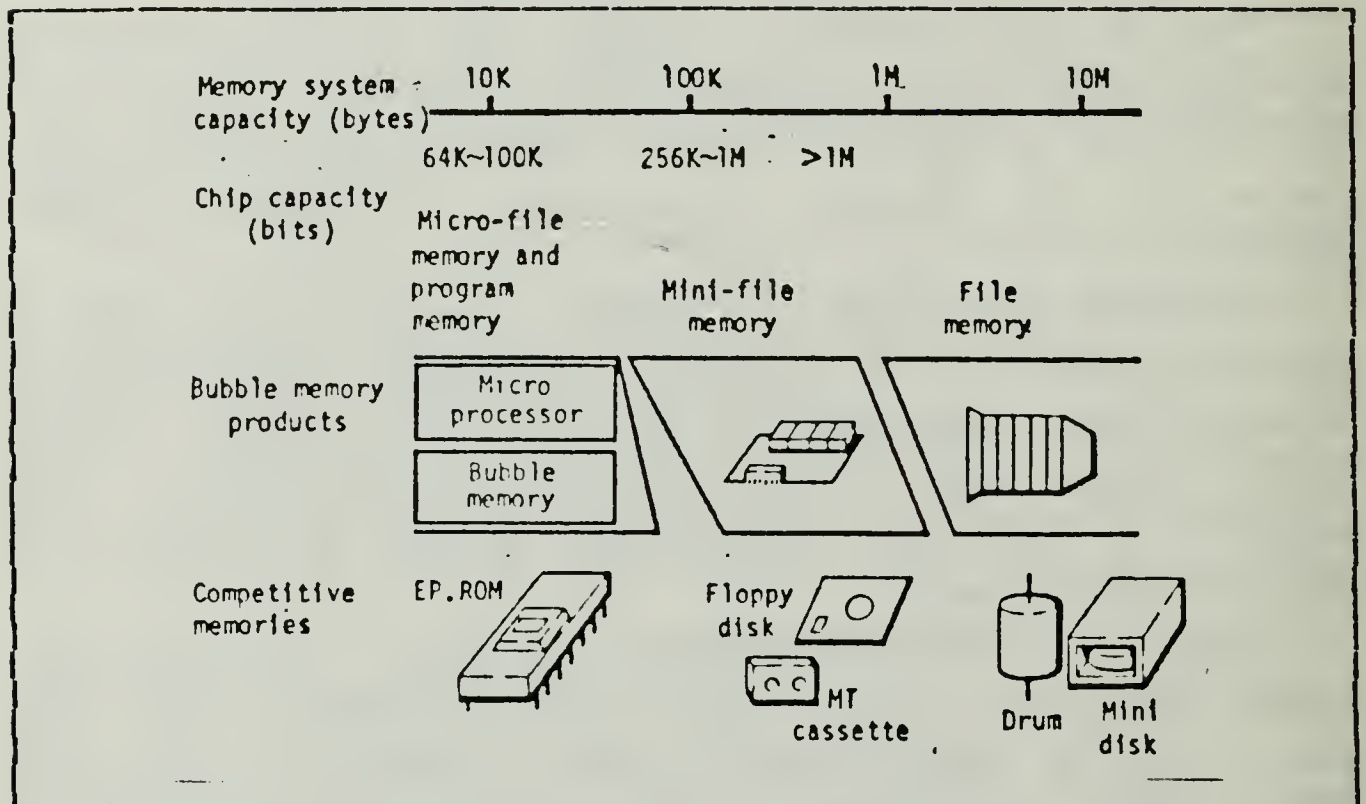 Memory system
capacity (bytes)
10K 100K 1M 10M
64K~100K 256K~1M >1M
Chip capacity
(bits)
Micro-file
memory and
program
memory
Mini-file
memory
File
memory
Bubble memory
products
Micro
processor
Bubble
memory
Competitive
memories
EP.ROM
Floppy
disk
MT
cassette
Drum
Mini
disk